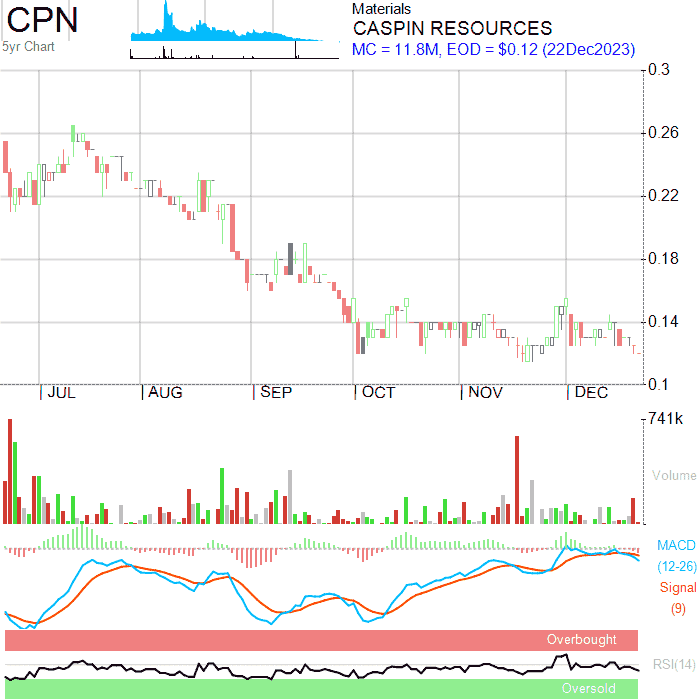 CPN
5yr Chart
Materials
CASPIN RESOURCES
MC = 11.8M, EOD = $0.12 (22Dec2023)
0.3
0.26
0.22
0.18
0.14
0.1
JUL AUG SEP OCT NOV DEC
741k
Volume
MACD
(12-26)
Signal
(9)
Overbought
RSI(14)
Oversold